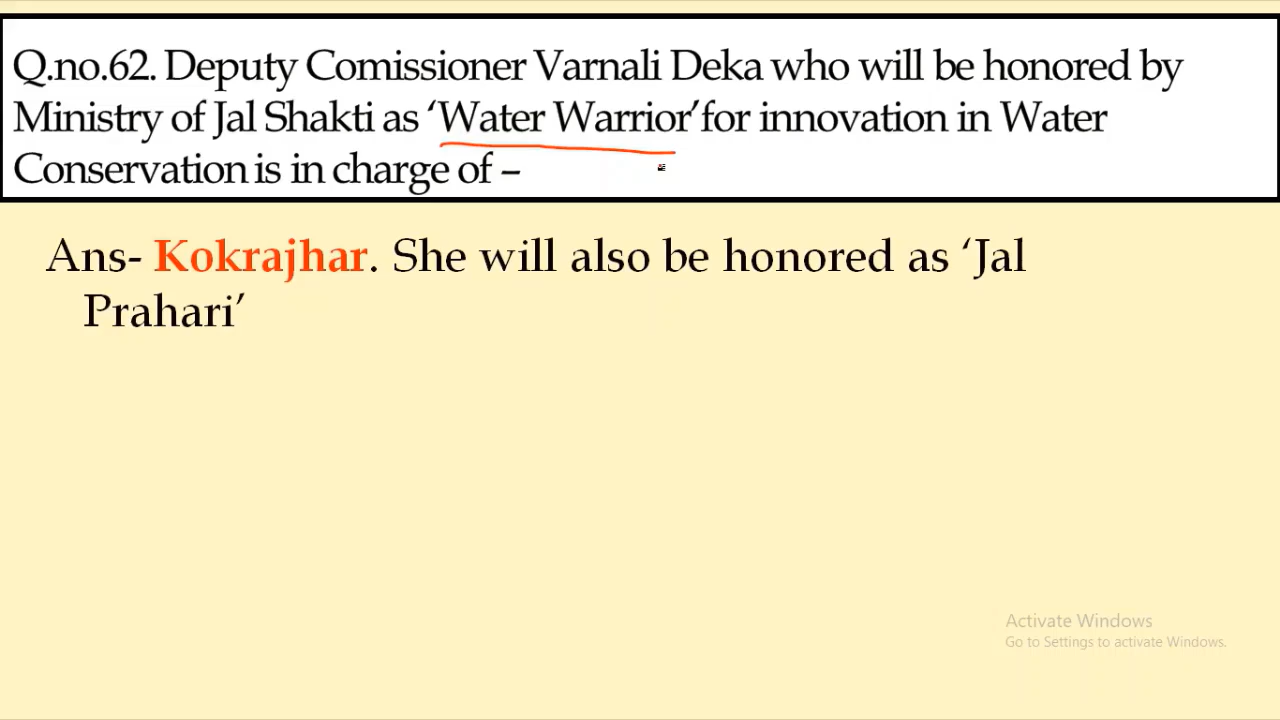 Q.no.62. Deputy Comissioner Varnali Deka who will be honored by
Ministry of Jal Shakti as ‘Water Warrior’for innovation in Water
Conservation is in charge of –
Ans- Kokrajhar. She will also be honored as ‘Jal
Prahari’
Activate Windows
Go to Settings to activate Windows.